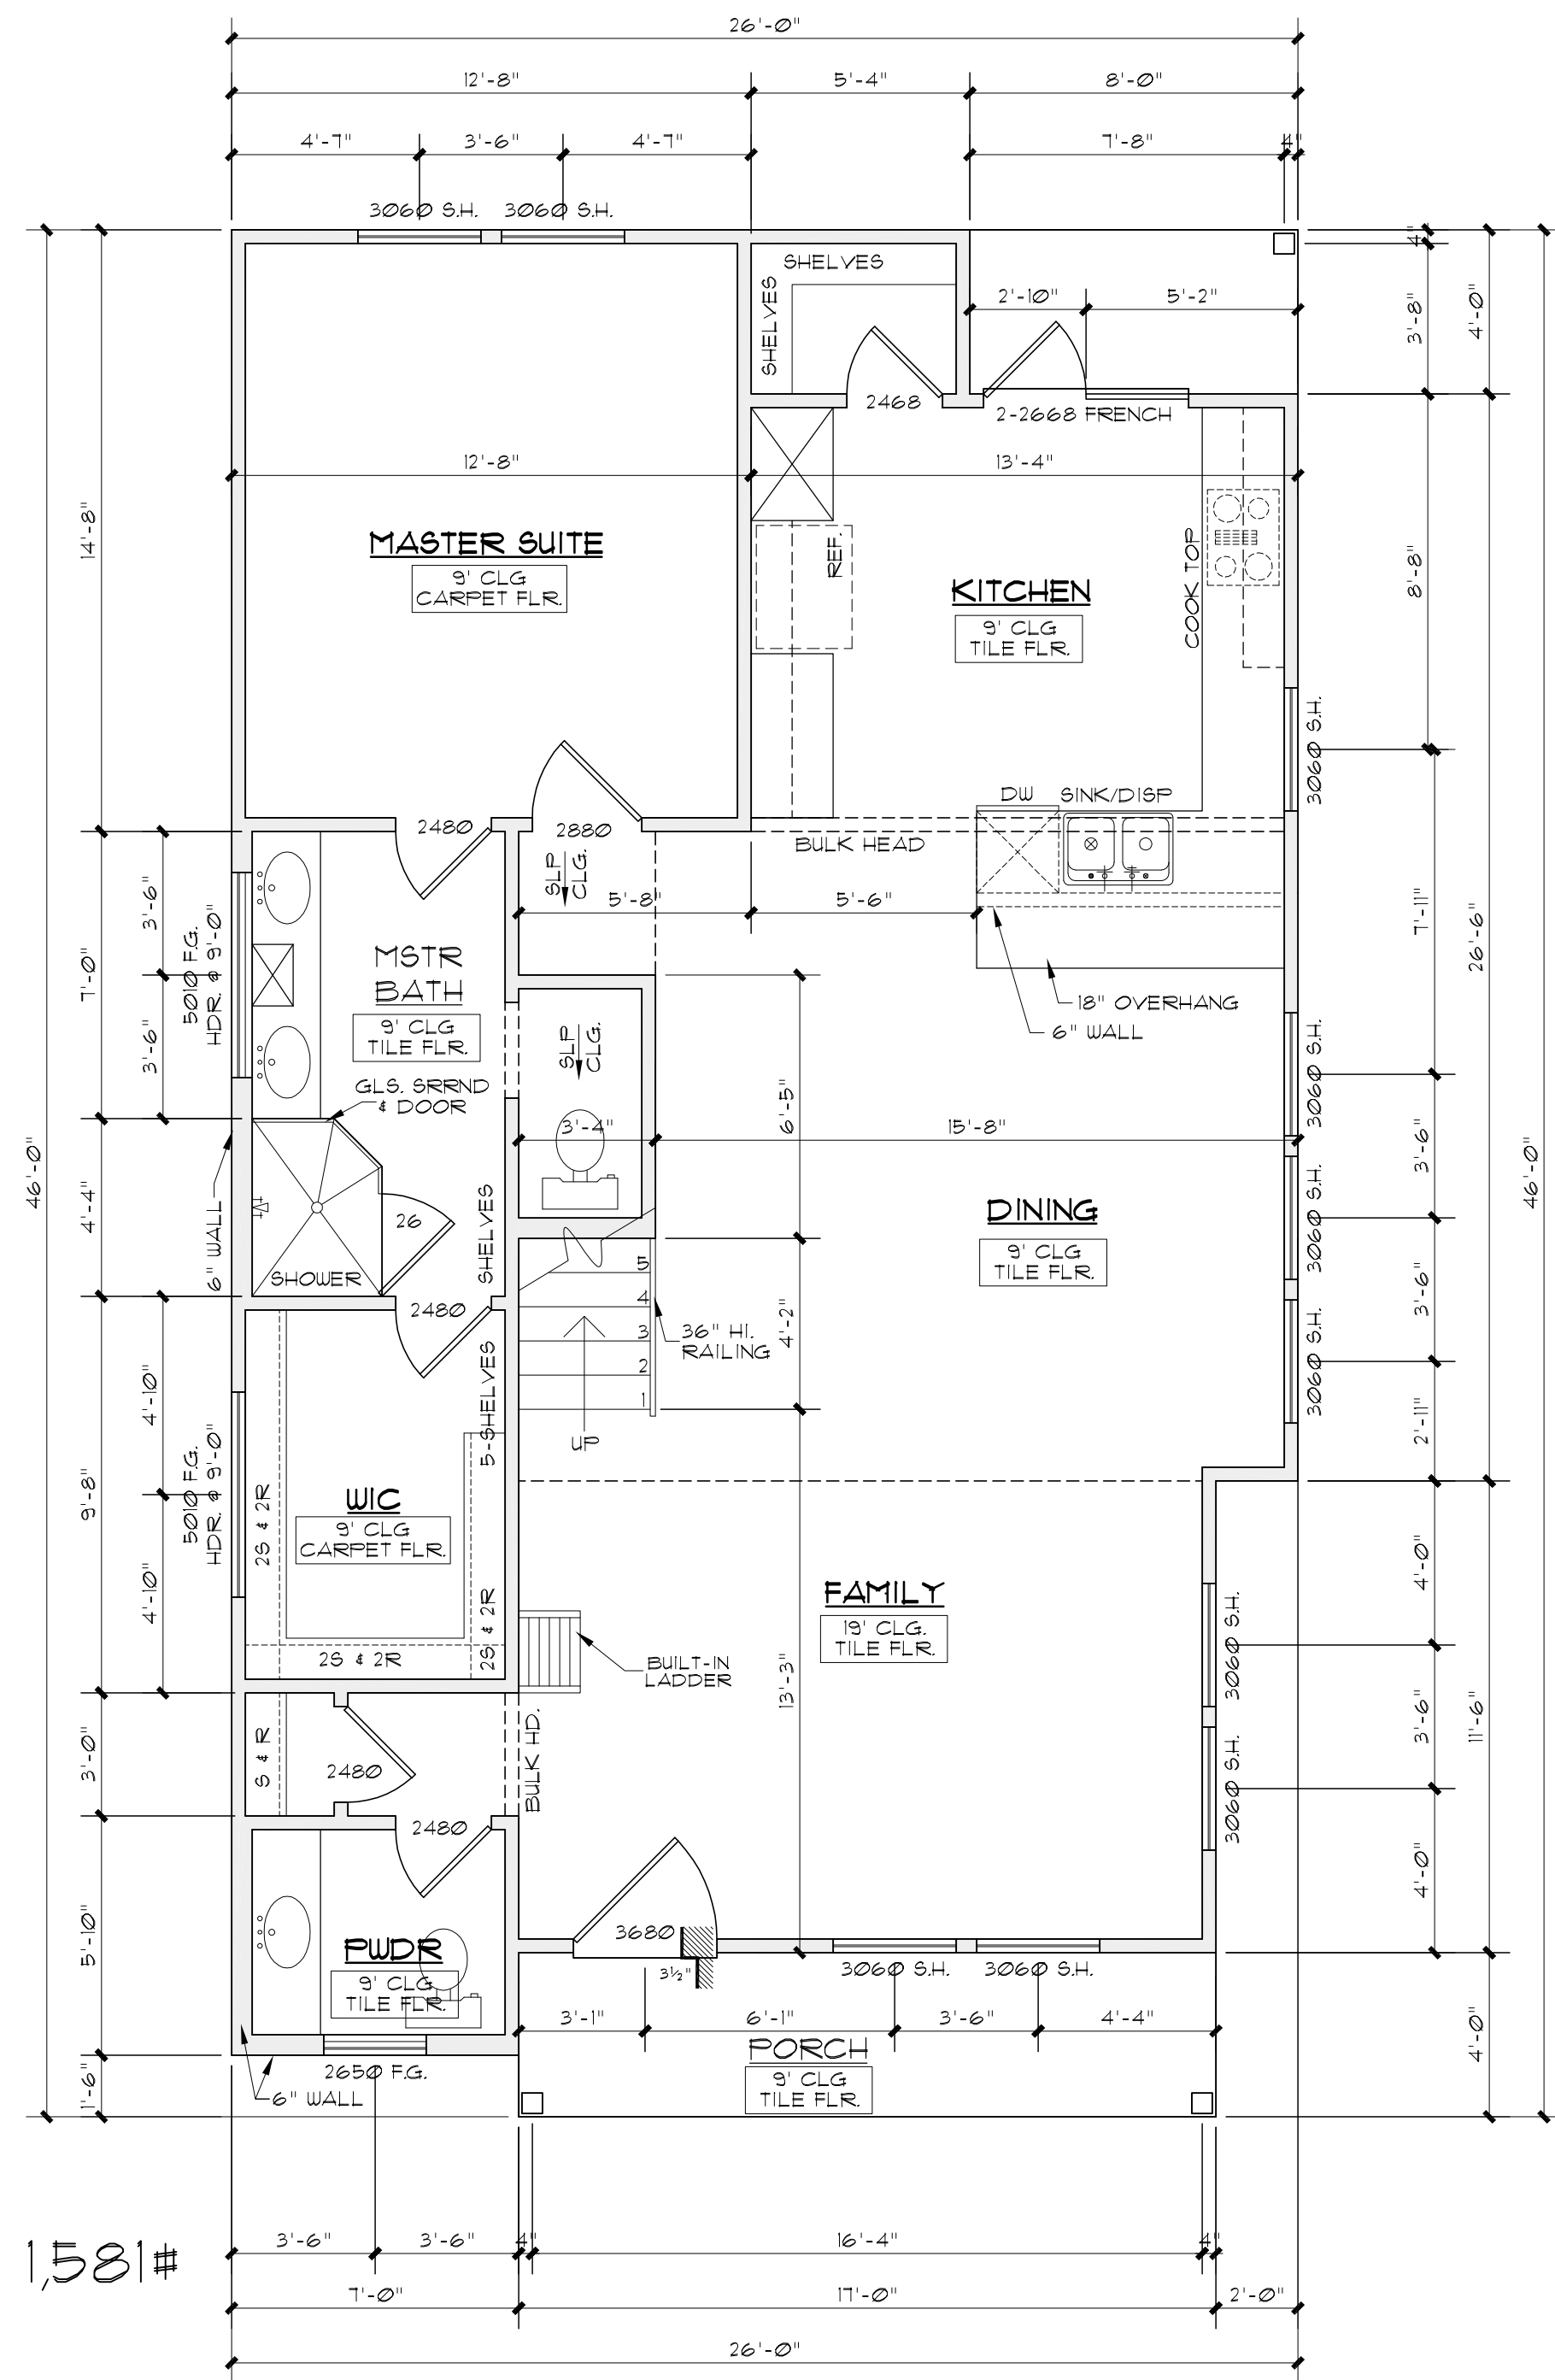 26'-0"
12'-8"
5'-4"
8'-0"
4'-7"
3'-6"
4'-7"
7'-8"
4"
3060 S.H.
3060 S.H.
SHELVES
SHELVES
4"
2'-10"
5'-2"
3'-8"
4'-0"
2468
2-2668 FRENCH
12'-8"
13'-4"
14'-8"
MASTER SUITE
9' CLG
CARPET FLR.
REF.
COOK TOP
KITCHEN
9' CLG
TILE FLR.
8'-8"
3060 S.H.
DW
SINK/DISP
2480
2880
BULK HEAD
SLP
CLG.
5'-8"
5'-6"
3'-6"
7'-0"
5010 F.G.
HDR. @ 9'-0"
MSTR
BATH
9' CLG
TILE FLR.
7'-11"
26'-6"
18" OVERHANG
6" WALL
SLP
CLG.
3'-6"
GLS. SRRND
& DOOR
3060 S.H.
6'-5"
3'-4"
15'-8"
46'-0"
46'-0"
4'-4"
6" WALL
26
SHELVES
SHOWER
DINING
9' CLG
TILE FLR.
3060 S.H.
3'-6"
2480
5
4
3
2
1
UP
36" HI.
RAILING
4'-2"
3060 S.H.
3'-6"
2'-11"
4'-10"
5-SHELVES
9'-8"
5010 F.G.
HDR. @ 9'-0"
2S & 2R
WIC
9' CLG
CARPET FLR.
4'-10"
2S & 2R
2S & 2R
BUILT-IN
LADDER
FAMILY
19' CLG.
TILE FLR.
13'-3"
4'-0"
3060 S.H.
3'-6"
11'-6"
3'-0"
S & R
2480
BULK HD.
3060 S.H.
2480
4'-0"
5'-10"
PWDR
9' CLG
TILE FLR.
3680
3½"
3060 S.H.
3060 S.H.
3'-1"
6'-1"
3'-6"
4'-4"
PORCH
9' CLG
TILE FLR.
4'-0"
1'-6"
2650 F.G.
6" WALL
1,581#
3'-6"
3'-6"
4"
16'-4"
4"
7'-0"
17'-0"
2'-0"
26'-0"